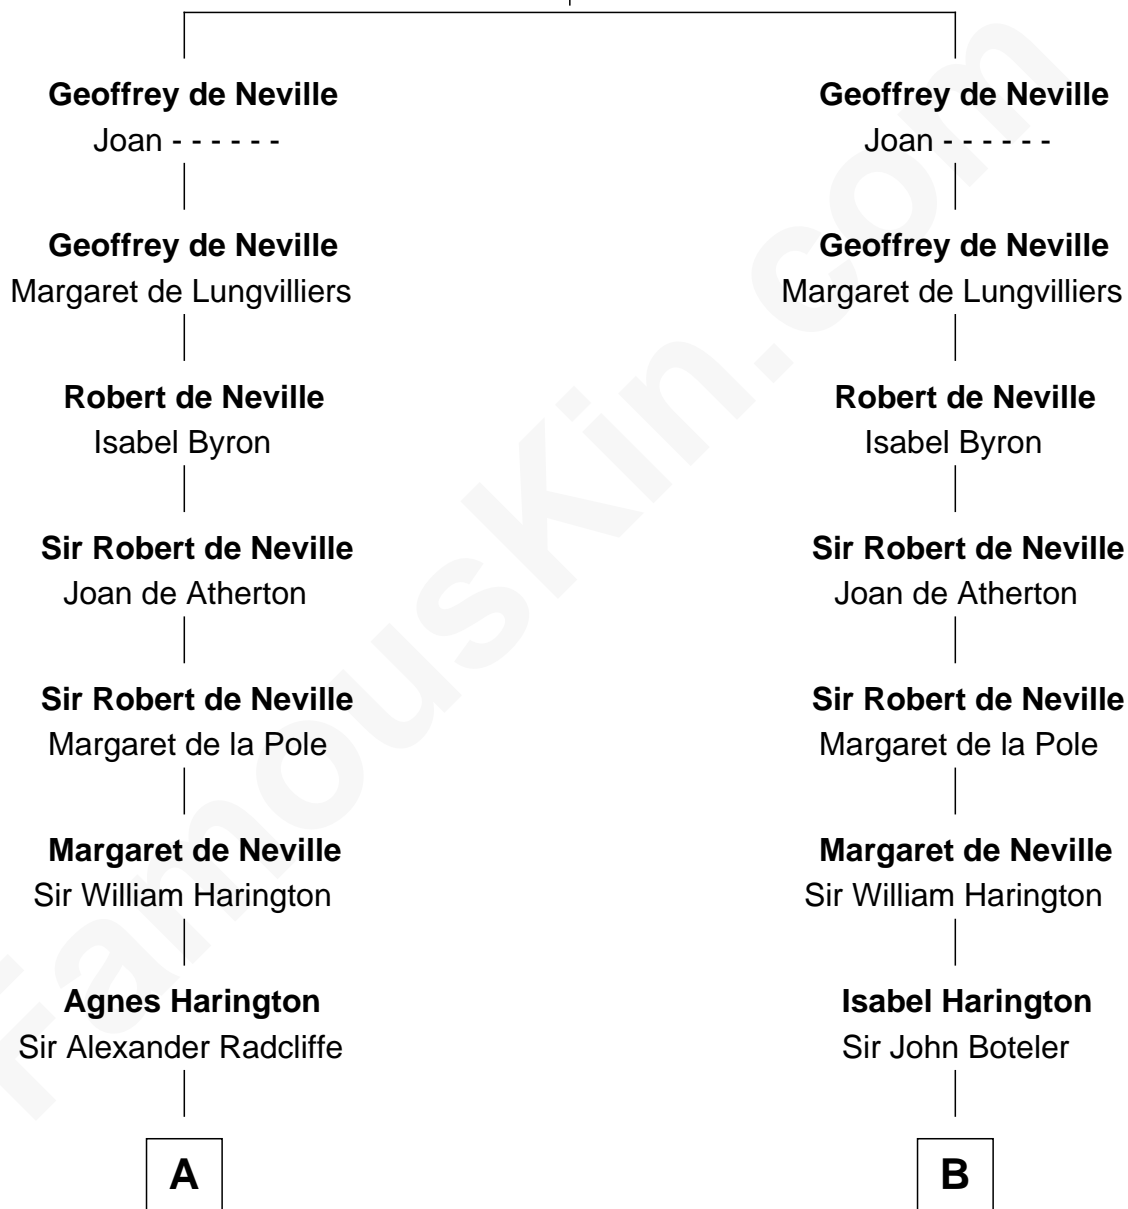 Geoffrey de Neville
Joan - - - - - -
Geoffrey de Neville
Margaret de Lungvilliers
Robert de Neville
Isabel Byron
Sir Robert de Neville
Joan de Atherton
Sir Robert de Neville
Margaret de la Pole
Margaret de Neville
Sir William Harington
Agnes Harington
Sir Alexander Radcliffe
A
Geoffrey de Neville
Joan - - - - - -
Geoffrey de Neville
Margaret de Lungvilliers
Robert de Neville
Isabel Byron
Sir Robert de Neville
Joan de Atherton
Sir Robert de Neville
Margaret de la Pole
Margaret de Neville
Sir William Harington
Isabel Harington
Sir John Boteler
B
FamousKin.com